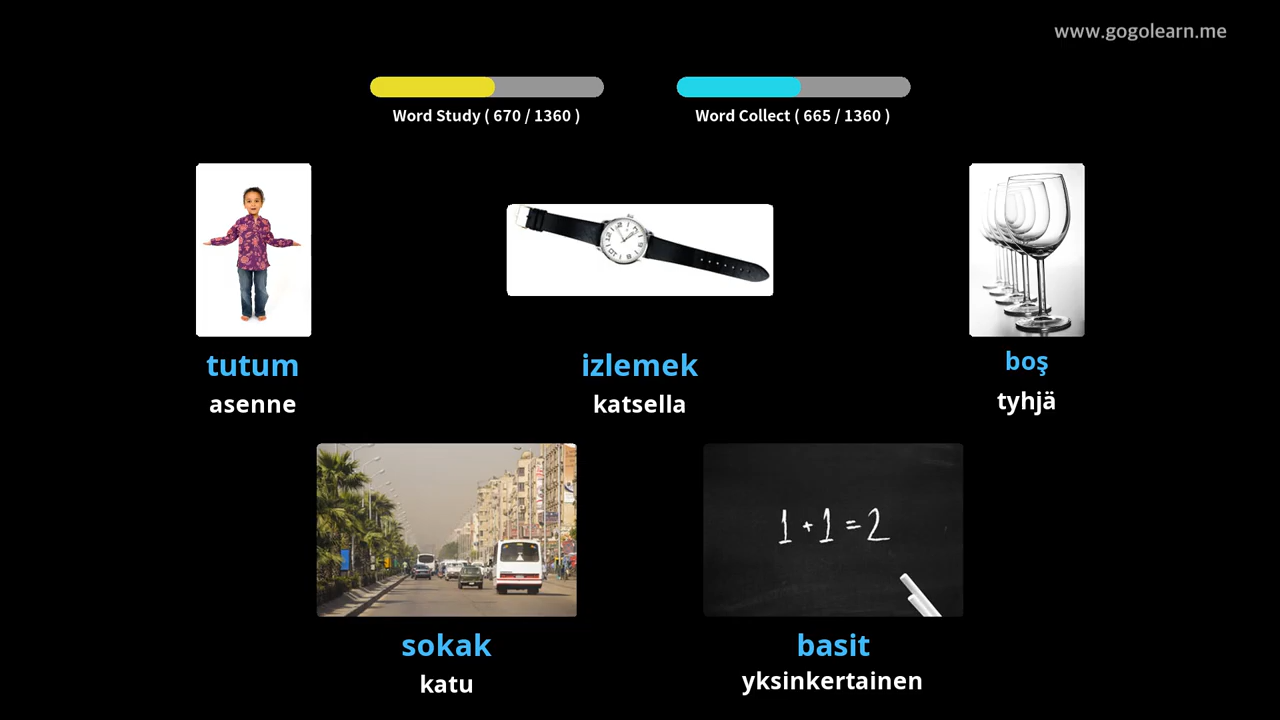 www.gogolearn.me
Word Study ( 670 / 1360 )
Word Collect ( 665 / 1360 )
tutum
asenne
izlemek
katsella
boş
tyhjä
1 + 1 = 2
sokak
katu
basit
yksinkertainen